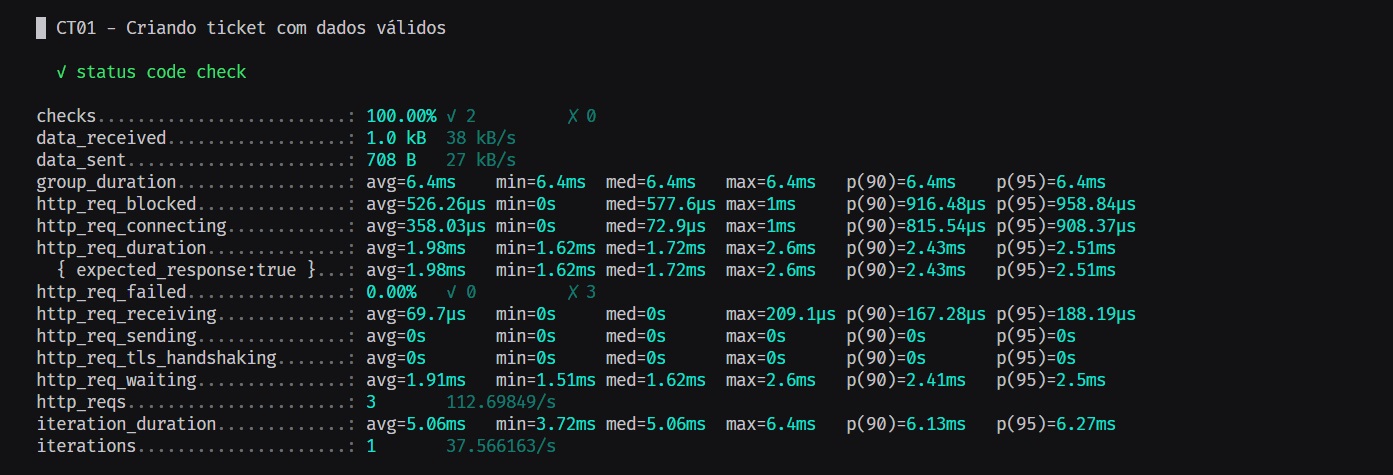 CT01 - Criando ticket com dados válidos
✓ status code check
checks.........................: 100.00% ✓ 2 ✗ 0
data_received..................: 1.0 kB 38 kB/s
data_sent......................: 708 B 27 kB/s
group_duration.................: avg=6.4ms min=6.4ms med=6.4ms max=6.4ms p(90)=6.4ms p(95)=6.4ms
http_req_blocked...............: avg=526.26µs min=0s med=577.6µs max=1ms p(90)=916.48µs p(95)=958.84µs
http_req_connecting............: avg=358.03µs min=0s med=72.9µs max=1ms p(90)=815.54µs p(95)=908.37µs
http_req_duration..............: avg=1.98ms min=1.62ms med=1.72ms max=2.6ms p(90)=2.43ms p(95)=2.51ms
{ expected_response:true }...: avg=1.98ms min=1.62ms med=1.72ms max=2.6ms p(90)=2.43ms p(95)=2.51ms
http_req_failed................: 0.00% ✓ 0 ✗ 3
http_req_receiving.............: avg=69.7µs min=0s med=0s max=209.1µs p(90)=167.28µs p(95)=188.19µs
http_req_sending...............: avg=0s min=0s med=0s max=0s p(90)=0s p(95)=0s
http_req_tls_handshaking.......: avg=0s min=0s med=0s max=0s p(90)=0s p(95)=0s
http_req_waiting...............: avg=1.91ms min=1.51ms med=1.62ms max=2.6ms p(90)=2.41ms p(95)=2.5ms
http_reqs......................: 3 112.69849/s
iteration_duration.............: avg=5.06ms min=3.72ms med=5.06ms max=6.4ms p(90)=6.13ms p(95)=6.27ms
iterations.....................: 1 37.566163/s